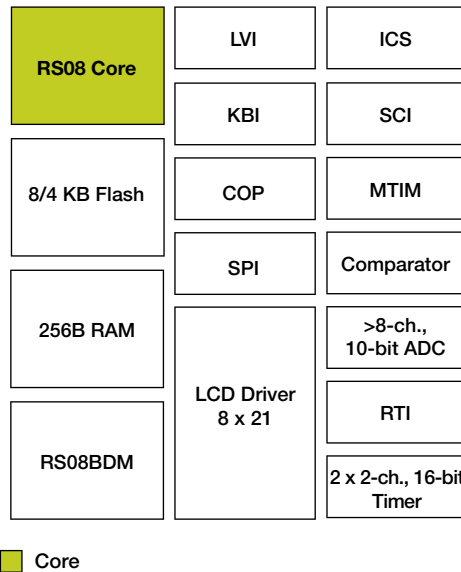 RS08 Core
8/4 KB Flash
256B RAM
RS08BDM
LVI
KBI
COP
SPI
LCD Driver
8 x 21
ICS
SCI
MTIM
Comparator
>8-ch.,
10-bit ADC
RTI
2 x 2-ch., 16-bit
Timer
Core